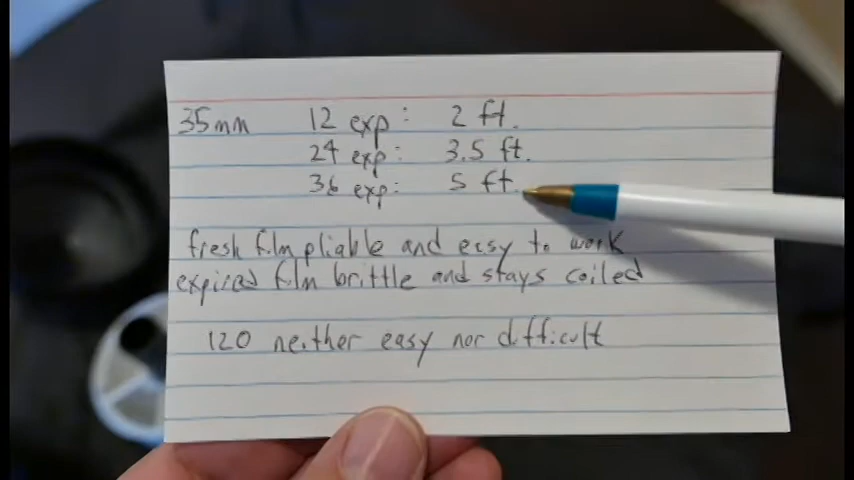 35mm 12 exp: 2 ft.
24 exp: 3.5 ft.
36 exp: 5 ft.
fresh film pliable and easy to work
expired film brittle and stays coiled
120 neither easy nor difficult